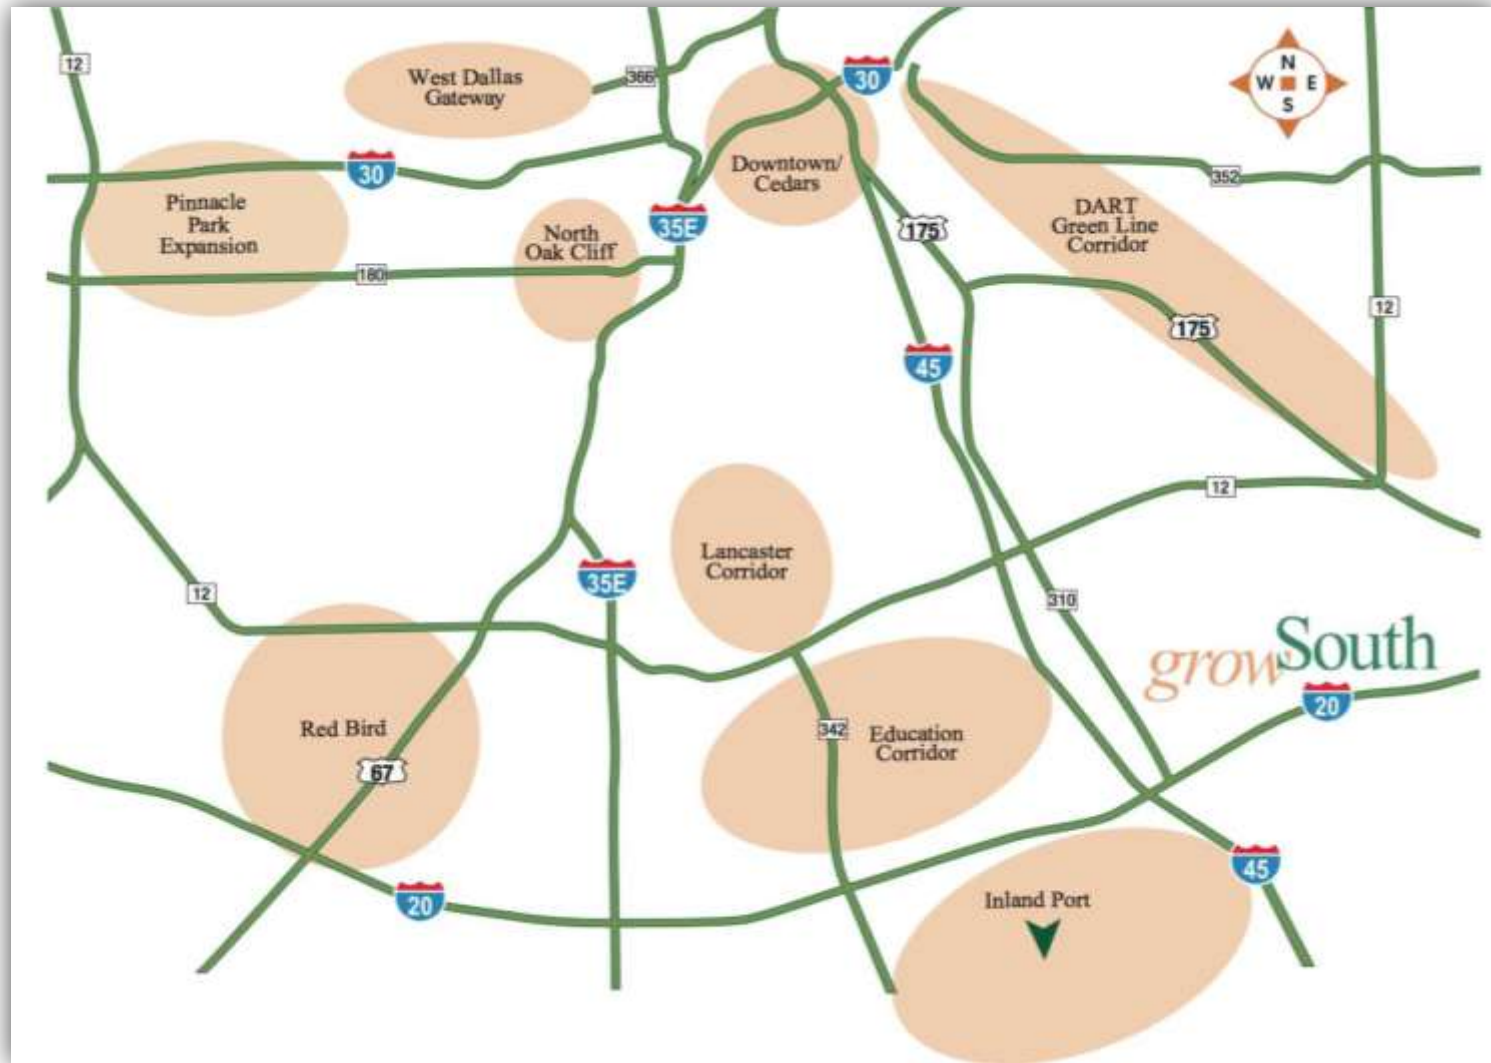 12
West Dallas
Gateway
366
30
N
W E
S
30
Pinnacle
Park
Expansion
Downtown/
Cedars
352
35E
175
DART
Green Line
Corridor
North
Oak Cliff
180
12
175
45
12
Lancaster
Corridor
35E
12
310
growSouth
20
Red Bird
67
342
Education
Corridor
20
45
Inland Port